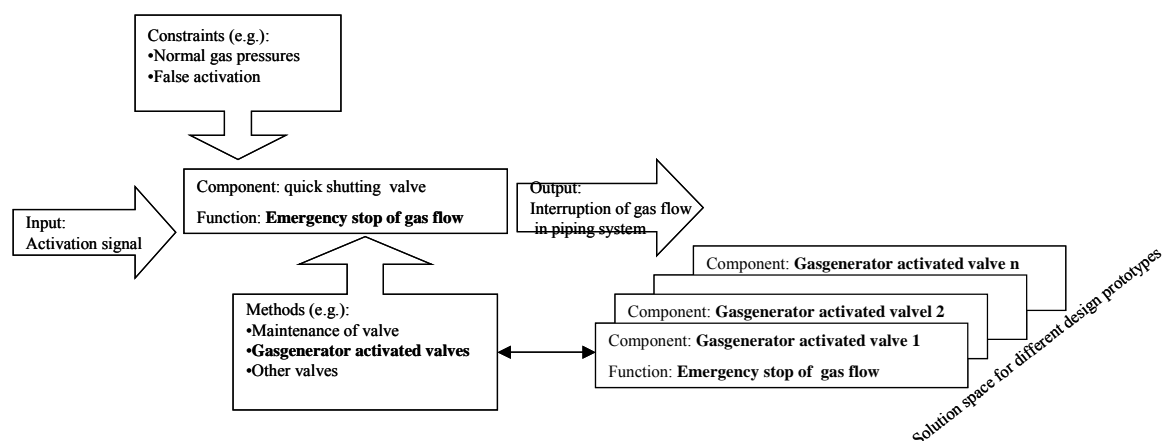 Constraints (e.g.):
•Normal gas pressures
•False activation
Component: quick shutting valve
Function: Emergency stop of gas flow
Input:
Activation signal
Output:
Interruption of gas flow
in piping system
Methods (e.g.):
•Maintenance of valve
•Gasgenerator activated valves
•Other valves
Component: Gasgenerator activated valve n
Component: Gasgenerator activated valvel 2
Component: Gasgenerator activated valve 1
Function: Emergency stop of gas flow
Solution space for different design prototypes